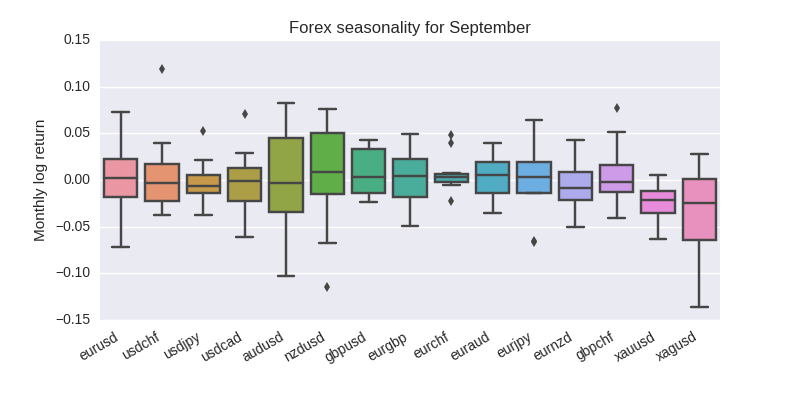 Forex seasonality for September
Monthly log return
0.15
0.10
0.05
0.00
−0.05
−0.10
−0.15
eurusd
usdchf
usdjpy
usdcad
audusd
nzdusd
gbpusd
eurgbp
eurchf
euraud
eurjpy
eurnzd
gbpchf
xauusd
xagusd